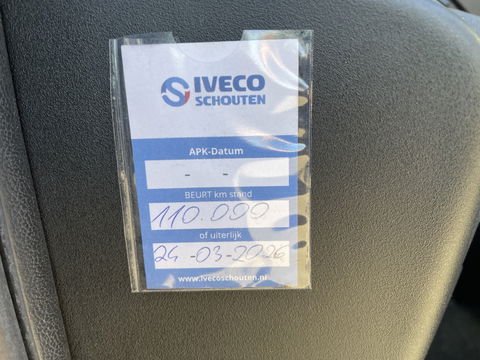 IVECO
SCHOUTEN
APK-Datum
- -
BEURT km stand
110.000
of uiterlijk
24-03-2026
www.ivecoschouten.nl